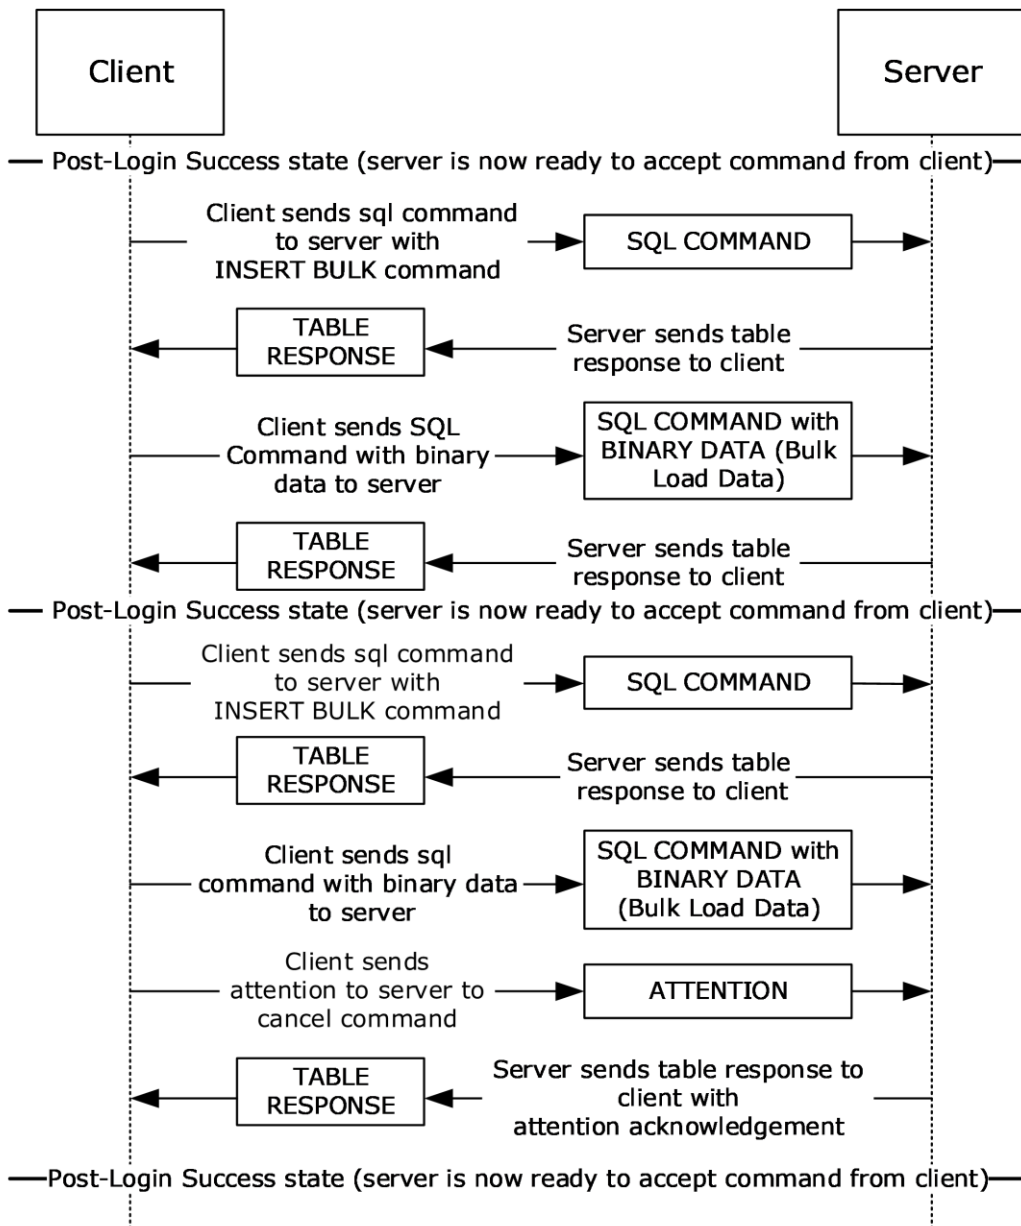 Client
Server
Post-Login Success state (server is now ready to accept command from client)
Client sends sql command
to server with
INSERT BULK command
SQL COMMAND
TABLE
RESPONSE
Server sends table
response to client
Client sends SQL
Command with binary
data to server
SQL COMMAND with
BINARY DATA (Bulk
Load Data)
TABLE
RESPONSE
Server sends table
response to client
Post-Login Success state (server is now ready to accept command from client)
Client sends sql command
to server with
INSERT BULK command
SQL COMMAND
TABLE
RESPONSE
Server sends table
response to client
Client sends sql
command with binary data
to server
SQL COMMAND with
BINARY DATA
(Bulk Load Data)
Client sends
attention to server to
cancel command
ATTENTION
TABLE
RESPONSE
Server sends table response to
client with
attention acknowledgement
Post-Login Success state (server is now ready to accept command from client)